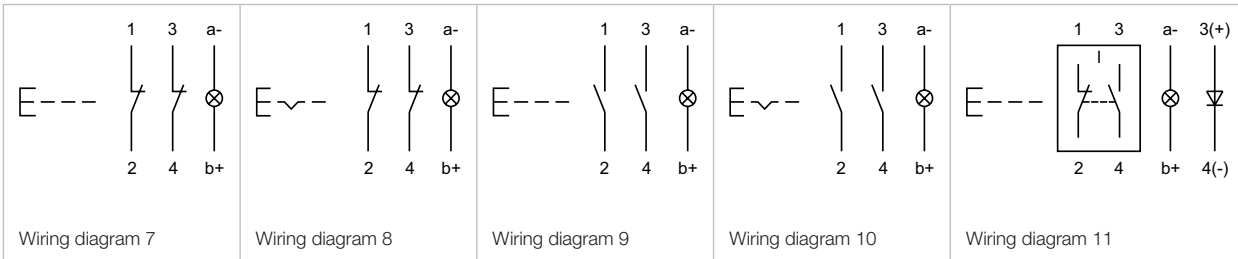 1 3 a-
2 4 b+
Wiring diagram 7
1 3 a-
2 4 b+
Wiring diagram 8
1 3 a-
2 4 b+
Wiring diagram 9
1 3 a-
2 4 b+
Wiring diagram 10
1 3 a- 3(+)
2 4 b+ 4(-)
Wiring diagram 11